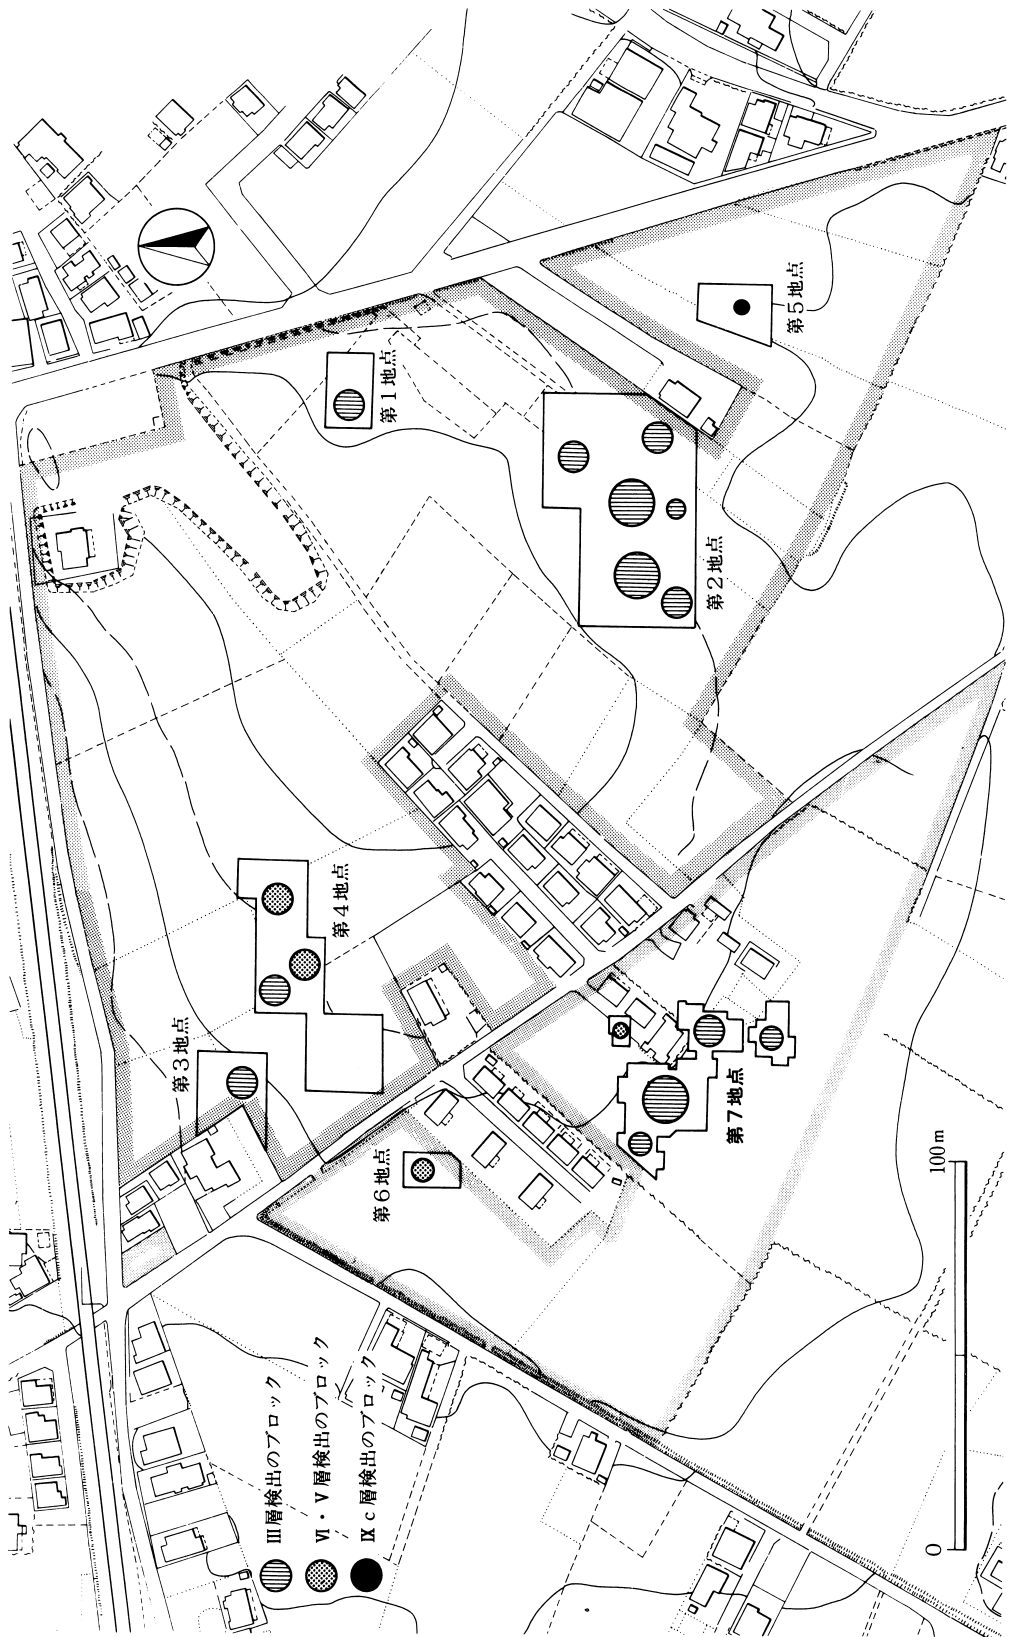 第1地点
第2地点
第3地点
第4地点
第5地点
第6地点
第7地点
Ⅲ層検出のブロック
Ⅵ・Ⅴ層検出のブロック
Ⅸc層検出のブロック
0
100m